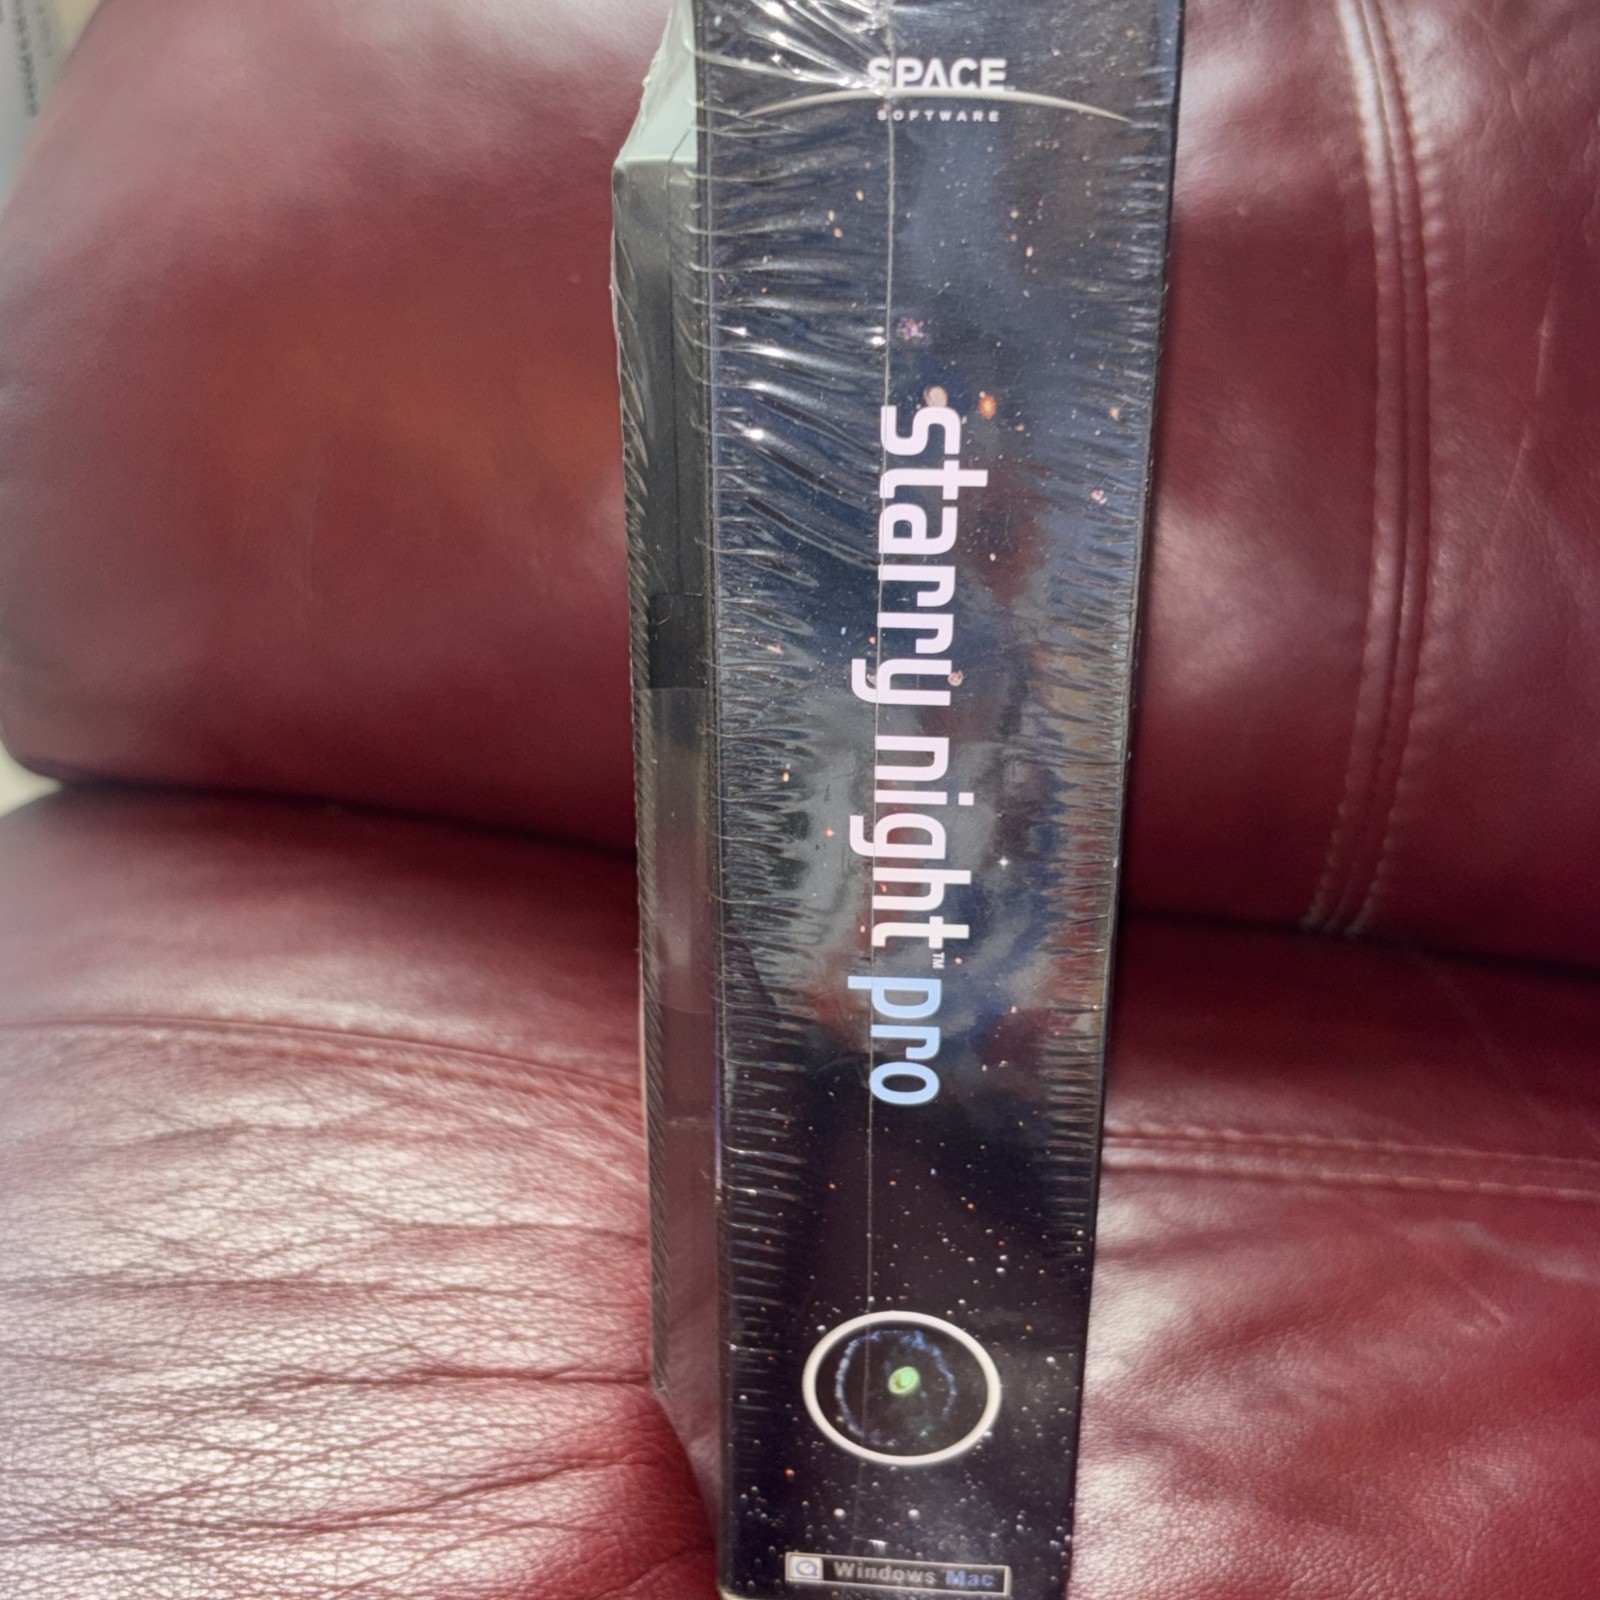 SPACE
SOFTWARE
starry night™ pro
Windows Mac